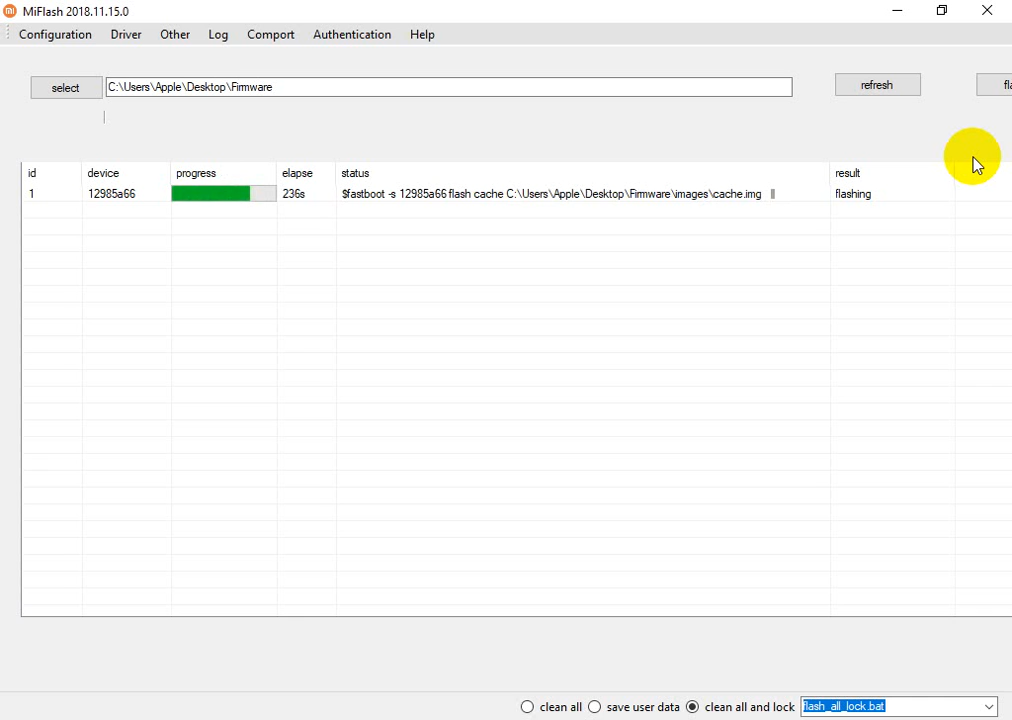 MiFlash 2018.11.15.0
Configuration Driver Other Log Comport Authentication Help
select C:\Users\Apple\Desktop\Firmware refresh
id device progress elapse status result
1 12985a66 236s $fastboot -s 12985a66 flash cache C:\Users\Apple\Desktop\Firmware\images\cache.img || flashing
clean all save user data clean all and lock flash_all_lock.bat